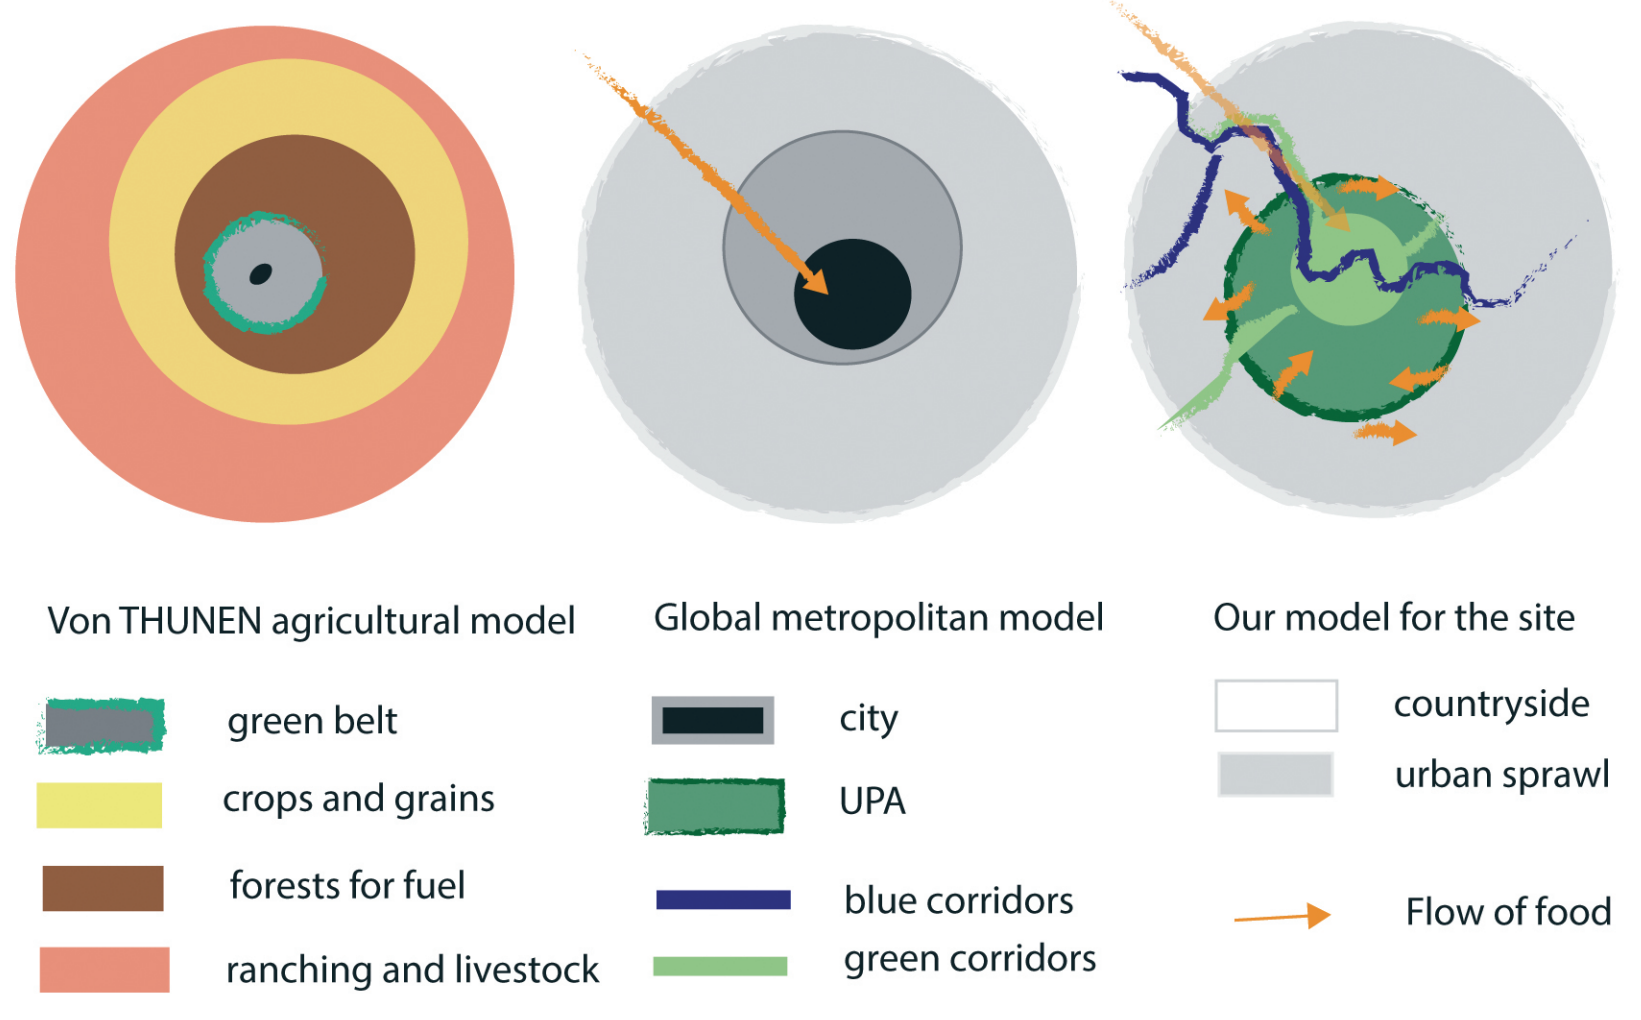 Von THUNEN agricultural model
green belt
crops and grains
forests for fuel
ranching and livestock
Global metropolitan model
city
UPA
blue corridors
green corridors
Our model for the site
countryside
urban sprawl
Flow of food